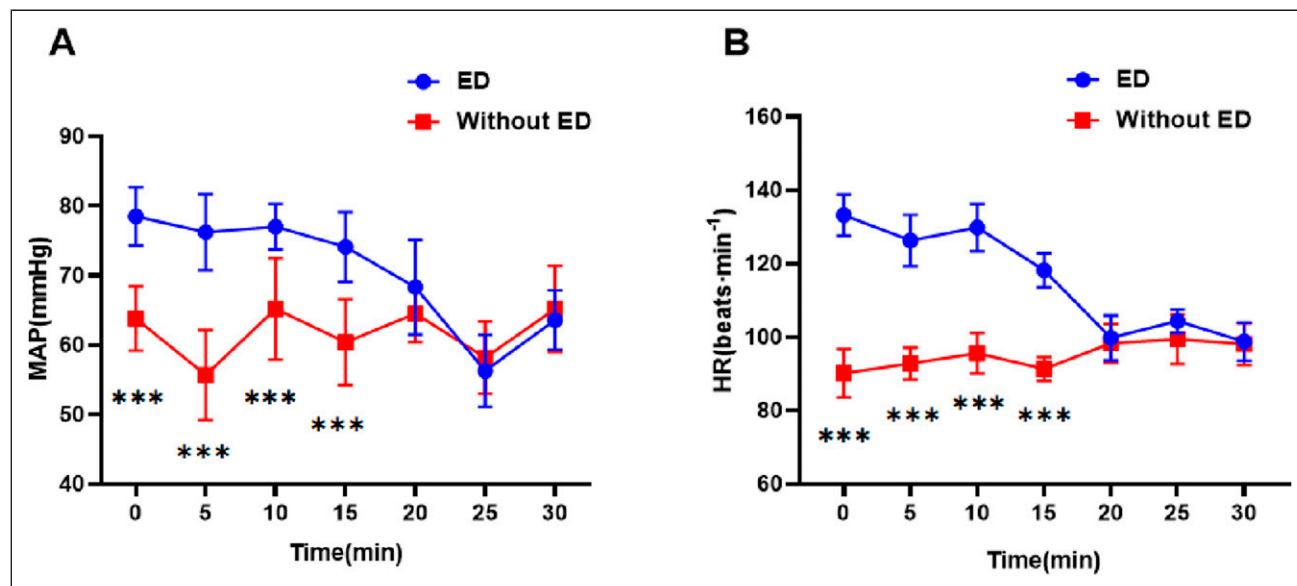 A
ED
Without ED
90
80
70
60
50
40
MAP(mmHg)
***
***
***
***
0 5 10 15 20 25 30
Time(min)
B
ED
Without ED
160
140
120
100
80
60
HR(beats·min⁻¹)
***
***
***
***
0 5 10 15 20 25 30
Time(min)